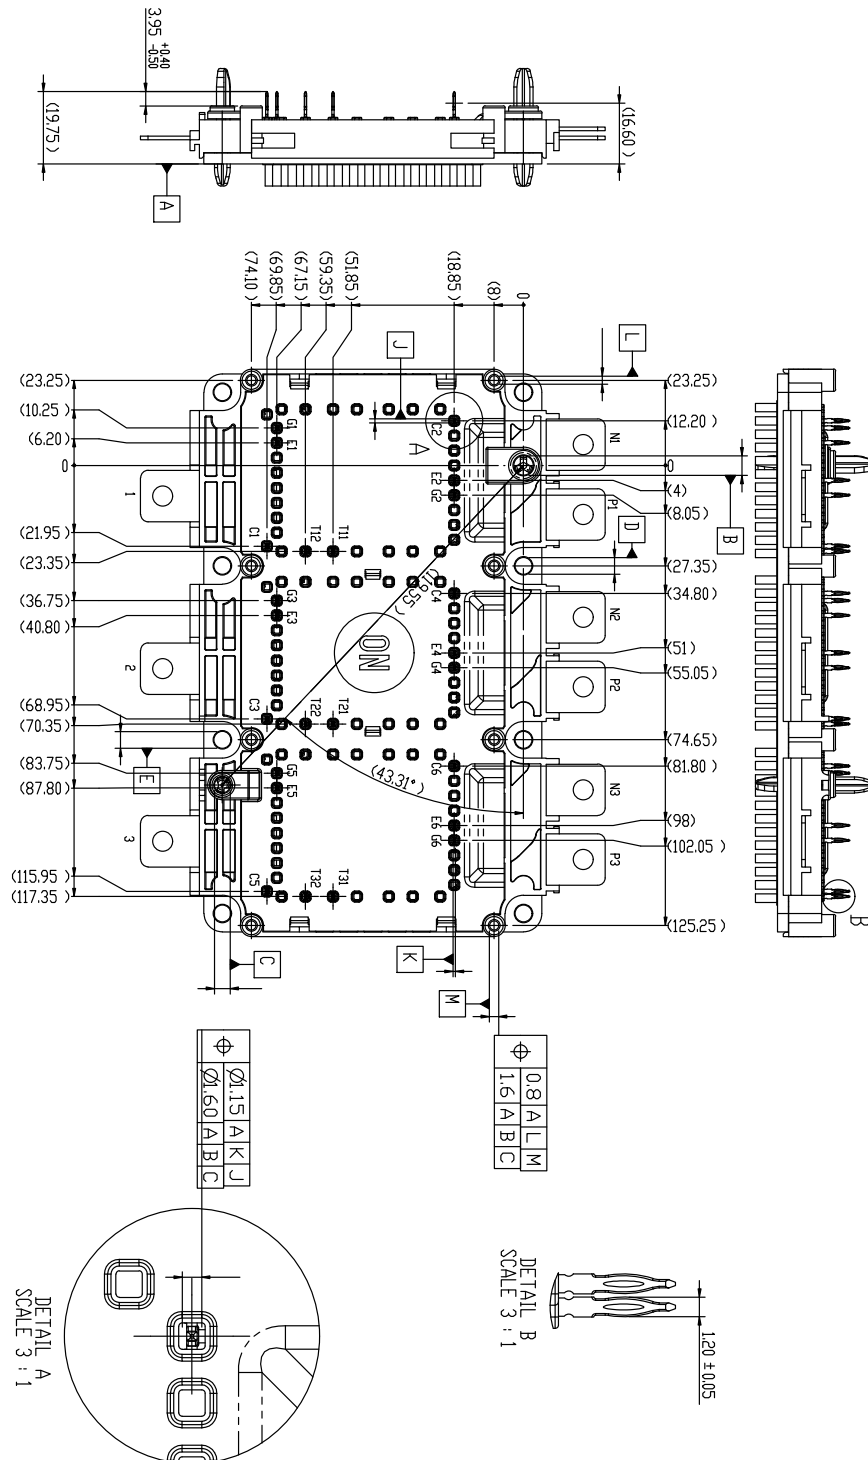 3.95 +0.40 -0.50
(19.75)
(16.60)
A
(74.10)
(69.85)
(67.15)
(59.35)
(51.85)
(18.85)
(8)
0
L
J
(23.25)
(10.25)
(6.20)
0
(21.95)
(23.35)
(36.75)
(40.80)
(68.95)
(70.35)
(83.75)
(87.80)
(115.95)
(117.35)
(23.25)
(12.20)
0
(4)
(8.05)
(27.35)
(34.80)
(51)
(55.05)
(74.65)
(81.80)
(98)
(102.05)
(125.25)
B
D
E
C
K
M
A
G1
E1
C2
E2
G2
N1
P1
1
C1
T12
T11
(119.55)
G3
E3
C4
E4
G4
N2
P2
2
ON
C3
T22
T21
(43.31°)
G5
E5
C6
E6
G6
N3
P3
3
C5
T32
T31
B
0.8 A L M
1.6 A B C
Ø1.15 A K J
Ø1.60 A B C
DETAIL B
SCALE 3 : 1
1.20 ±0.05
DETAIL A
SCALE 3 : 1